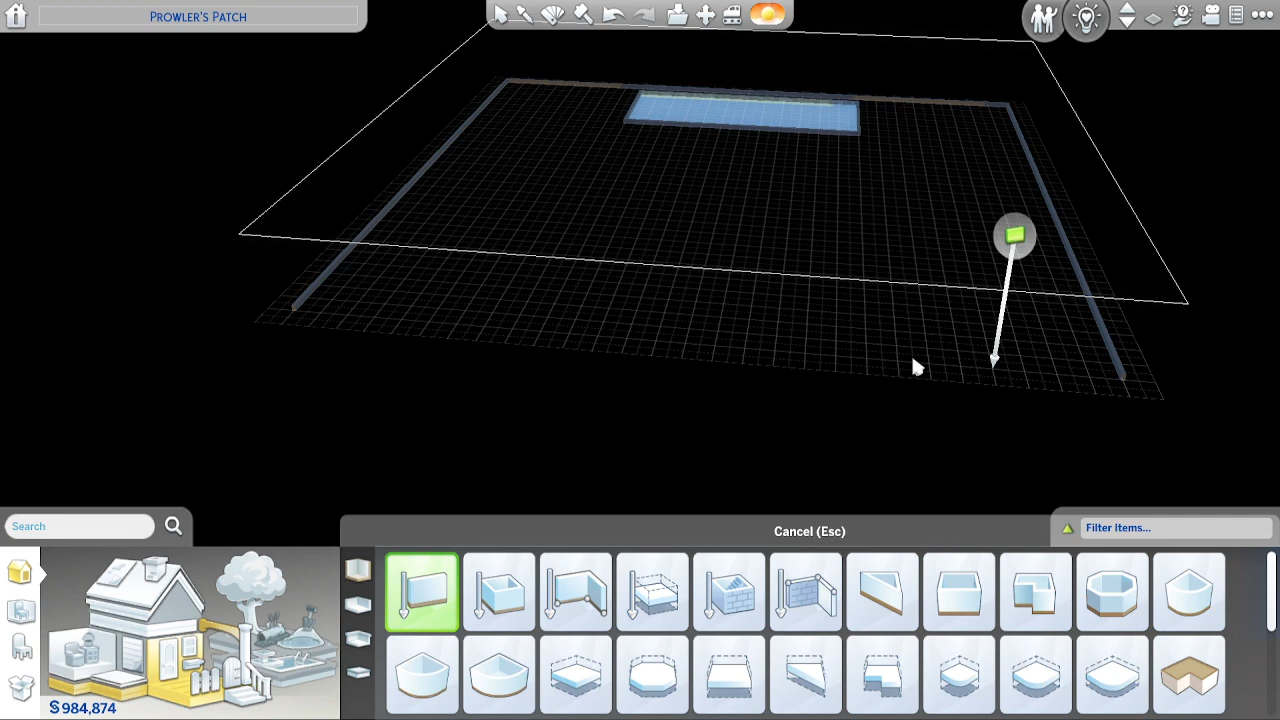 PROWLER'S PATCH
Search
Cancel (Esc)
Filter Items...
§984,874